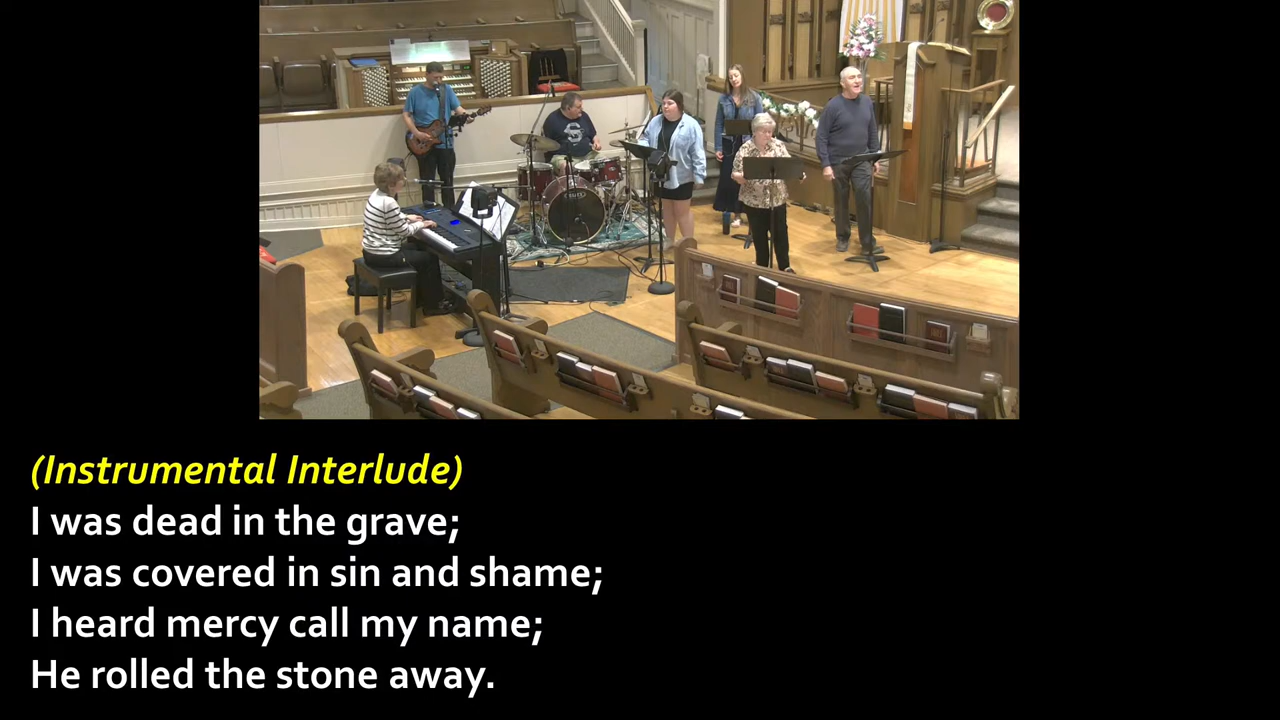 (Instrumental Interlude)
I was dead in the grave;
I was covered in sin and shame;
I heard mercy call my name;
He rolled the stone away.